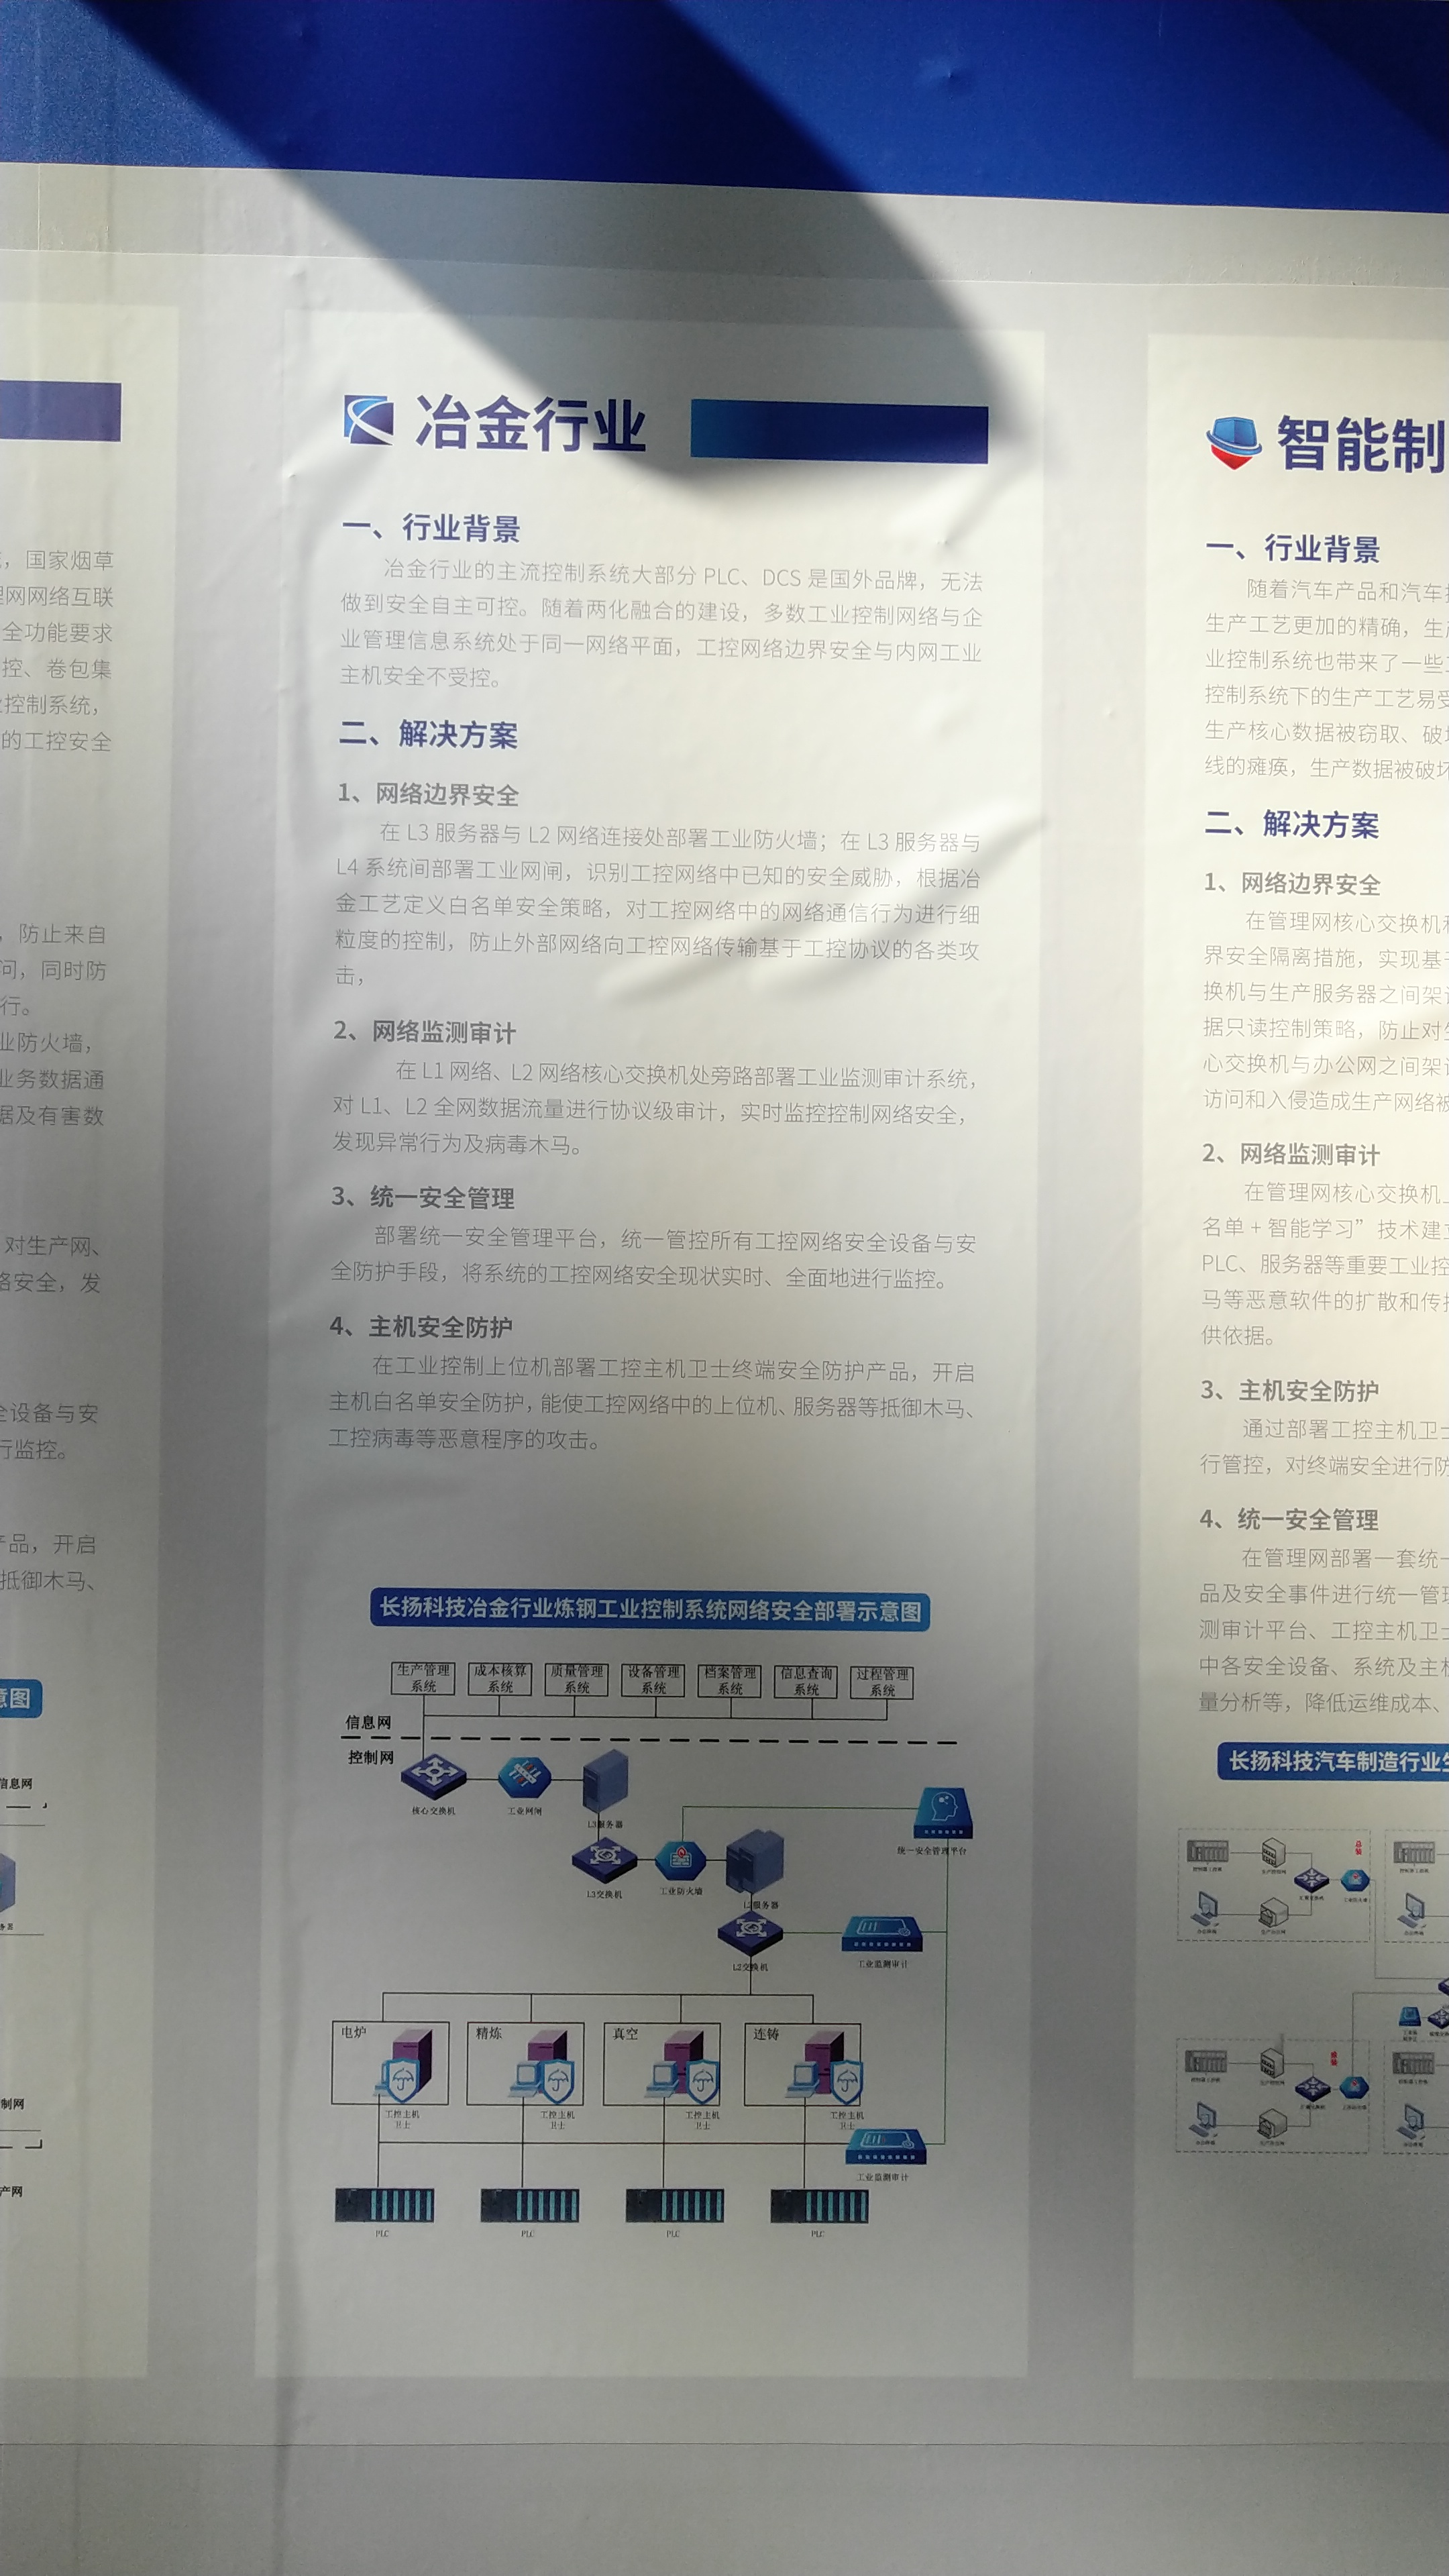 ，国家烟草
网网络互联
全功能要求
控、卷包集
控制系统，
的工控安全
，防止来自
问，同时防
行。
业防火墙，
业务数据通
据及有害数
对生产网、
络安全，发
设备与安
行监控。
品，开启
抵御木马、
意图
信息网
制网
产网
冶金行业
一、行业背景
冶金行业的主流控制系统大部分 PLC、DCS 是国外品牌，无法
做到安全自主可控。随着两化融合的建设，多数工业控制网络与企
业管理信息系统处于同一网络平面，工控网络边界安全与内网工业
主机安全不受控。
二、解决方案
1、网络边界安全
在 L3 服务器与 L2 网络连接处部署工业防火墙；在 L3 服务器与
L4 系统间部署工业网闸，识别工控网络中已知的安全威胁，根据冶
金工艺定义白名单安全策略，对工控网络中的网络通信行为进行细
粒度的控制，防止外部网络向工控网络传输基于工控协议的各类攻
击，
2、网络监测审计
在 L1 网络、L2 网络核心交换机处旁路部署工业监测审计系统，
对 L1、L2 全网数据流量进行协议级审计，实时监控控制网络安全，
发现异常行为及病毒木马。
3、统一安全管理
部署统一安全管理平台，统一管控所有工控网络安全设备与安
全防护手段，将系统的工控网络安全现状实时、全面地进行监控。
4、主机安全防护
在工业控制上位机部署工控主机卫士终端安全防护产品，开启
主机白名单安全防护，能使工控网络中的上位机、服务器等抵御木马、
工控病毒等恶意程序的攻击。
长扬科技冶金行业炼钢工业控制系统网络安全部署示意图
生产管理系统 成本核算系统 质量管理系统 设备管理系统 档案管理系统 信息查询系统 过程管理系统
信息网
控制网
核心交换机 工业网闸
L3服务器
统一安全管理平台
L3交换机 工业防火墙
L2服务器
L2交换机 工业监测审计
电炉 精炼 真空 连铸
工控主机卫士 工控主机卫士 工控主机卫士 工控主机卫士
工业监测审计
PLC PLC PLC PLC
智能制
一、行业背景
随着汽车产品和汽车
生产工艺更加的精确，生
业控制系统也带来了一些
控制系统下的生产工艺易受
生产核心数据被窃取、破
线的瘫痪，生产数据被破坏
二、解决方案
1、网络边界安全
在管理网核心交换机和
界安全隔离措施，实现基于
换机与生产服务器之间架设
据只读控制策略，防止对生
心交换机与办公网之间架设
访问和入侵造成生产网络被
2、网络监测审计
在管理网核心交换机上
名单 + 智能学习”技术建立
PLC、服务器等重要工业控
马等恶意软件的扩散和传播
供依据。
3、主机安全防护
通过部署工控主机卫士
行管控，对终端安全进行防
4、统一安全管理
在管理网部署一套统一
品及安全事件进行统一管理
测审计平台、工控主机卫士
中各安全设备、系统及主机
量分析等，降低运维成本、
长扬科技汽车制造行业生